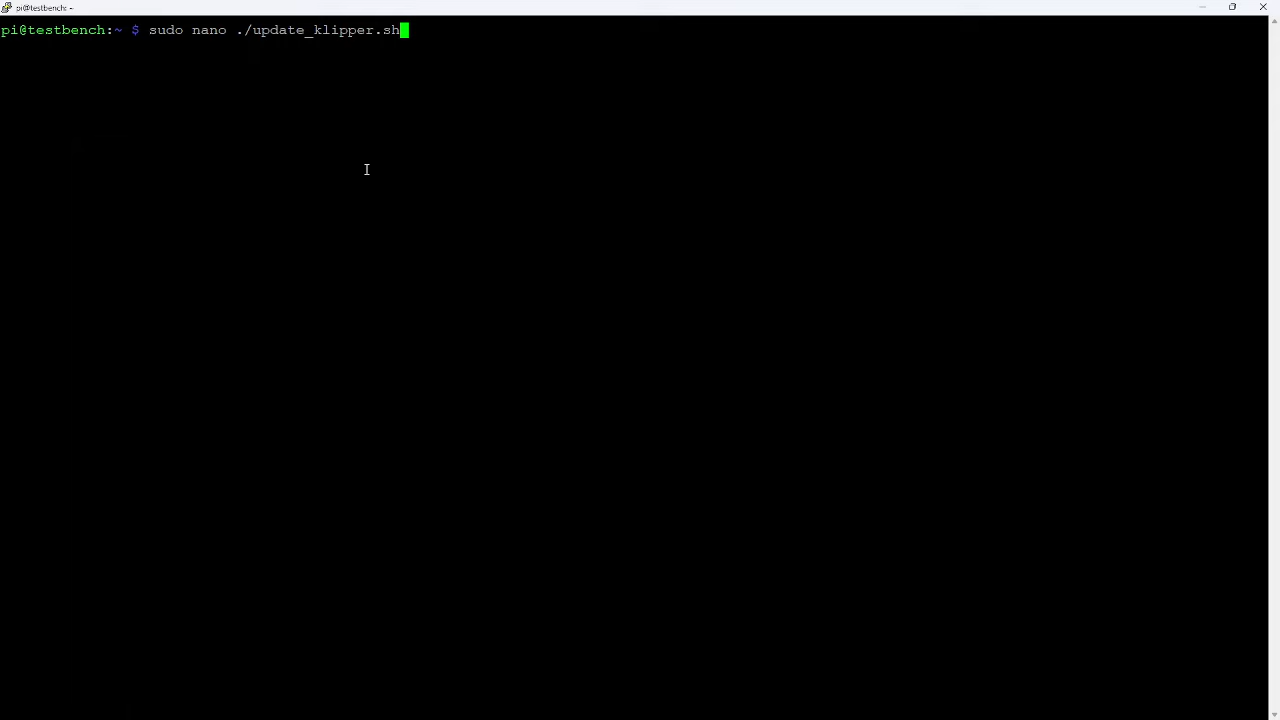 pi@testbench: ~
pi@testbench:~ $ sudo nano ./update_klipper.sh